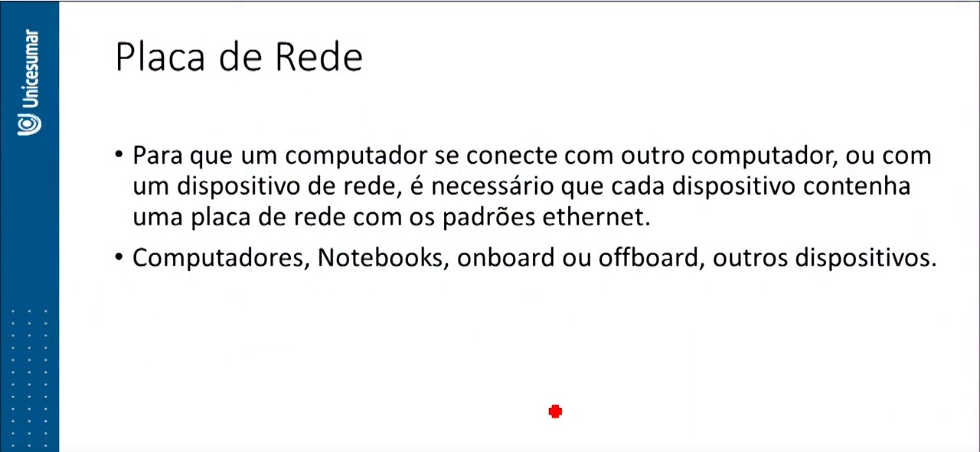 Unicesumar
Placa de Rede
• Para que um computador se conecte com outro computador, ou com
um dispositivo de rede, é necessário que cada dispositivo contenha
uma placa de rede com os padrões ethernet.
• Computadores, Notebooks, onboard ou offboard, outros dispositivos.